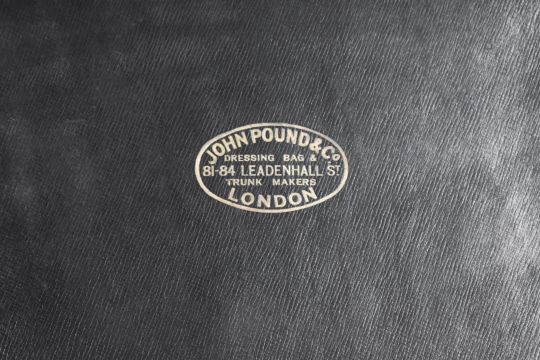 JOHN POUND & Co.
DRESSING BAG &
81-84 LEADENHALL ST.
TRUNK MAKERS
LONDON